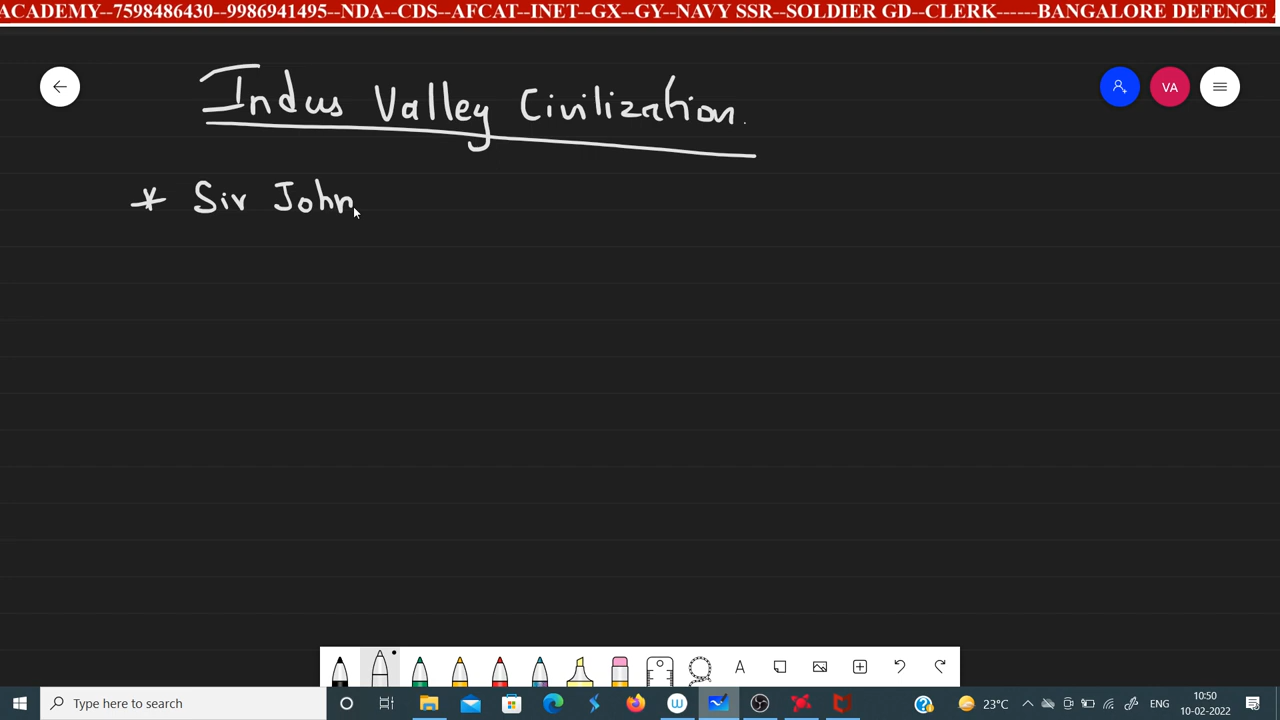 ACADEMY--7598486430--9986941495--NDA--CDS--AFCAT--INET--GX--GY--NAVY SSR--SOLDIER GD--CLERK------BANGALORE DEFENCE
Indus Valley Civilization.
VA
* Sir John
A
Type here to search
23°C
ENG
10:50
10-02-2022